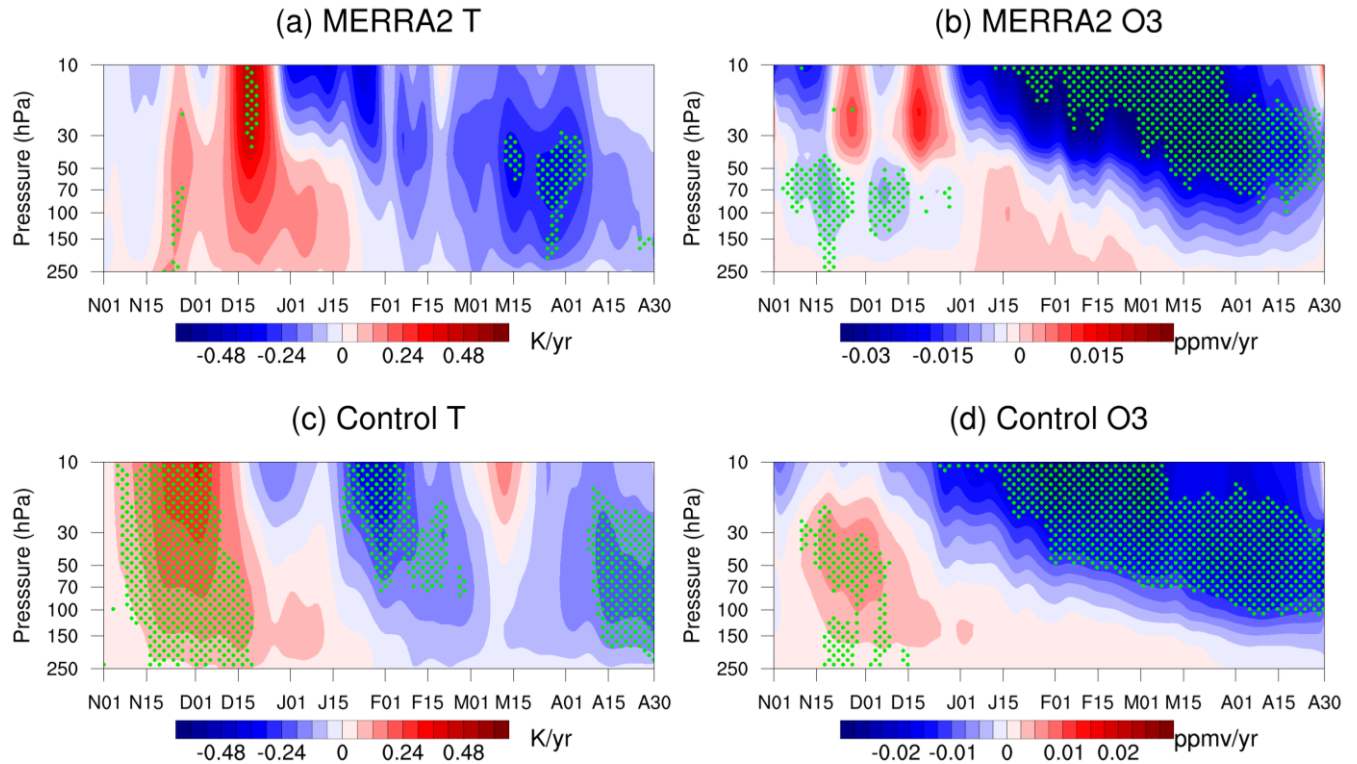 (a) MERRA2 T
(b) MERRA2 O3
Presssure (hPa)
10
30
50
70
100
150
250
N01 N15 D01 D15 J01 J15 F01 F15 M01 M15 A01 A15 A30
-0.48 -0.24 0 0.24 0.48 K/yr
Presssure (hPa)
10
30
50
70
100
150
250
N01 N15 D01 D15 J01 F01 F15 M01 M15 A01 A15 A30
-0.03 -0.015 0 0.015 ppmv/yr
(c) Control T
(d) Control O3
Presssure (hPa)
10
30
50
70
100
150
250
N01 N15 D01 D15 J01 J15 F01 F15 M01 M15 A01 A15 A30
-0.48 -0.24 0 0.24 0.48 K/yr
Presssure (hPa)
10
30
50
70
100
150
250
N01 N15 D01 D15 J01 F01 F15 M01 M15 A01 A15 A30
-0.02 -0.01 0 0.01 0.02 ppmv/yr